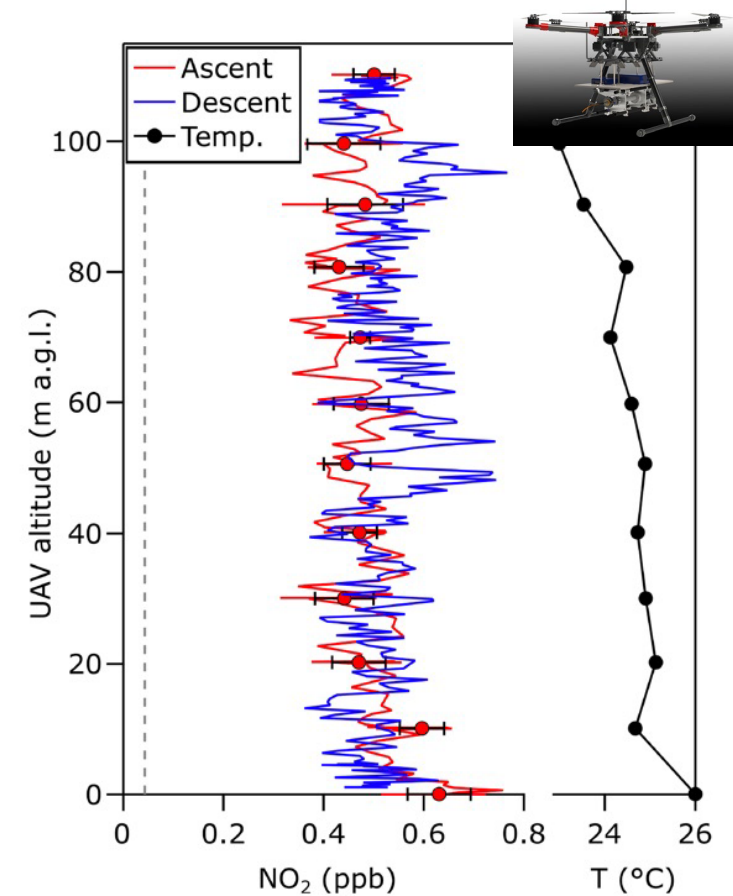 Ascent
Descent
Temp.
100
80
60
40
20
0
UAV altitude (m a.g.l.)
0 0.2 0.4 0.6 0.8
24 26
NO₂ (ppb)
T (°C)